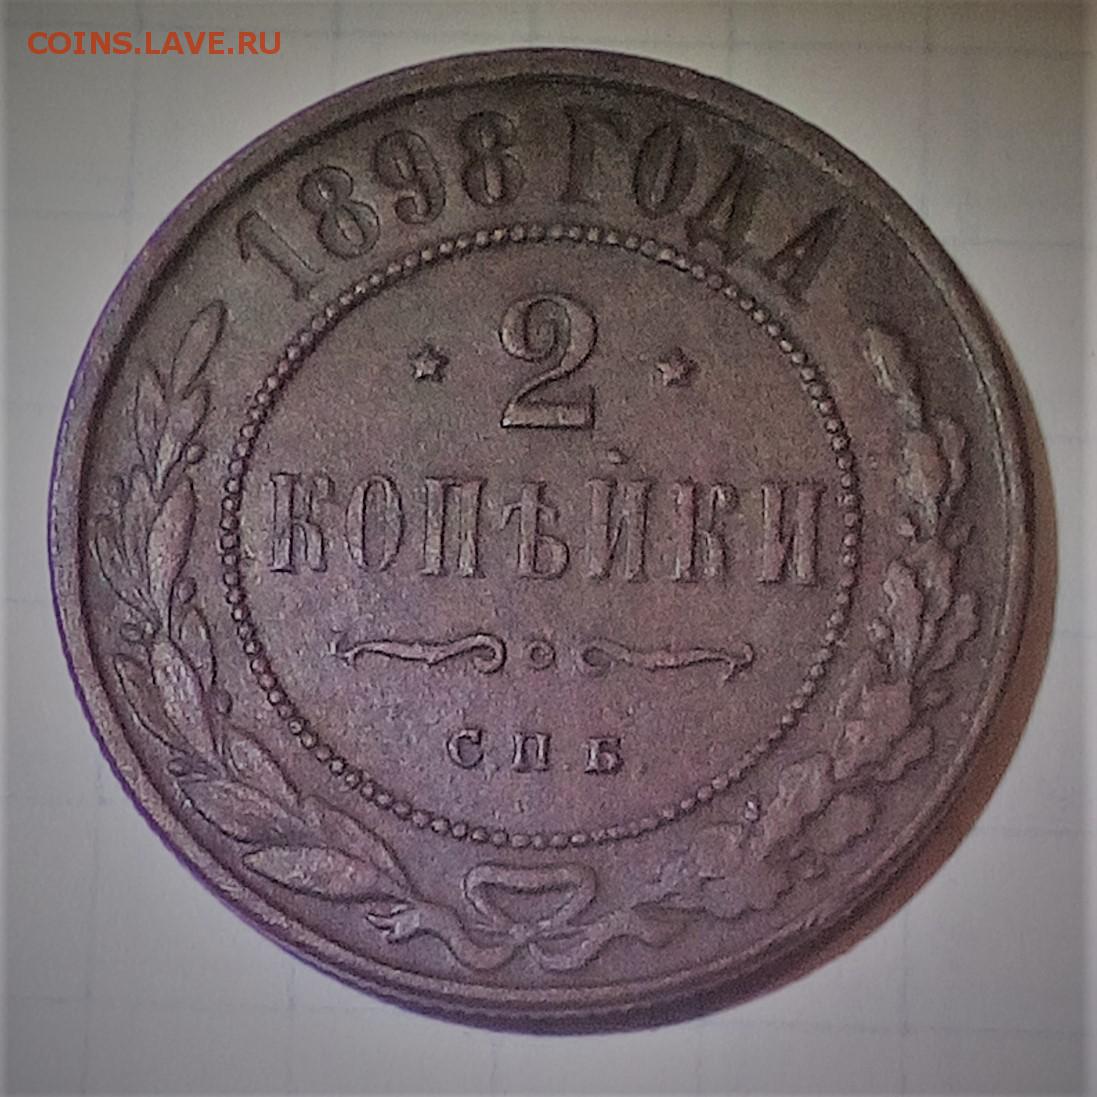 COINS.LAVE.RU
1898 ГОДА
2
КОПѢЙКИ
С.П.Б.